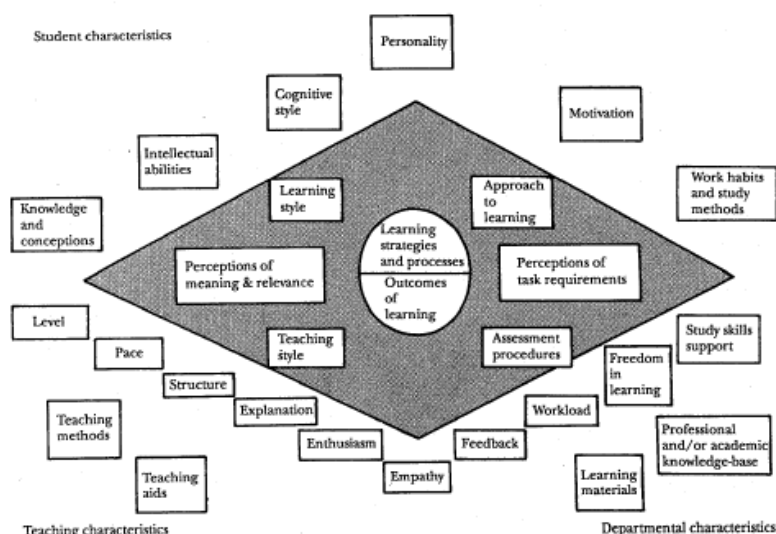 Student characteristics
Personality
Cognitive
style
Motivation
Intellectual
abilities
Learning
style
Approach
to
learning
Work habits
and study
methods
Knowledge
and
conceptions
Learning
strategies
and processes
Perceptions of
meaning & relevance
Perceptions of
task requirements
Outcomes
of
learning
Level
Pace
Teaching
style
Assessment
procedures
Study skills
support
Freedom
in
learning
Structure
Explanation
Workload
Teaching
methods
Enthusiasm
Feedback
Professional
and/or academic
knowledge-base
Empathy
Teaching
aids
Learning
materials
Teaching characteristics
Departmental characteristics